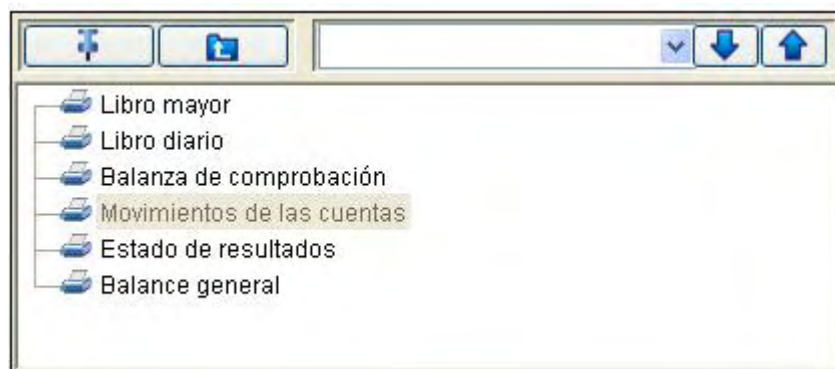 Libro mayor
Libro diario
Balanza de comprobación
Movimientos de las cuentas
Estado de resultados
Balance general